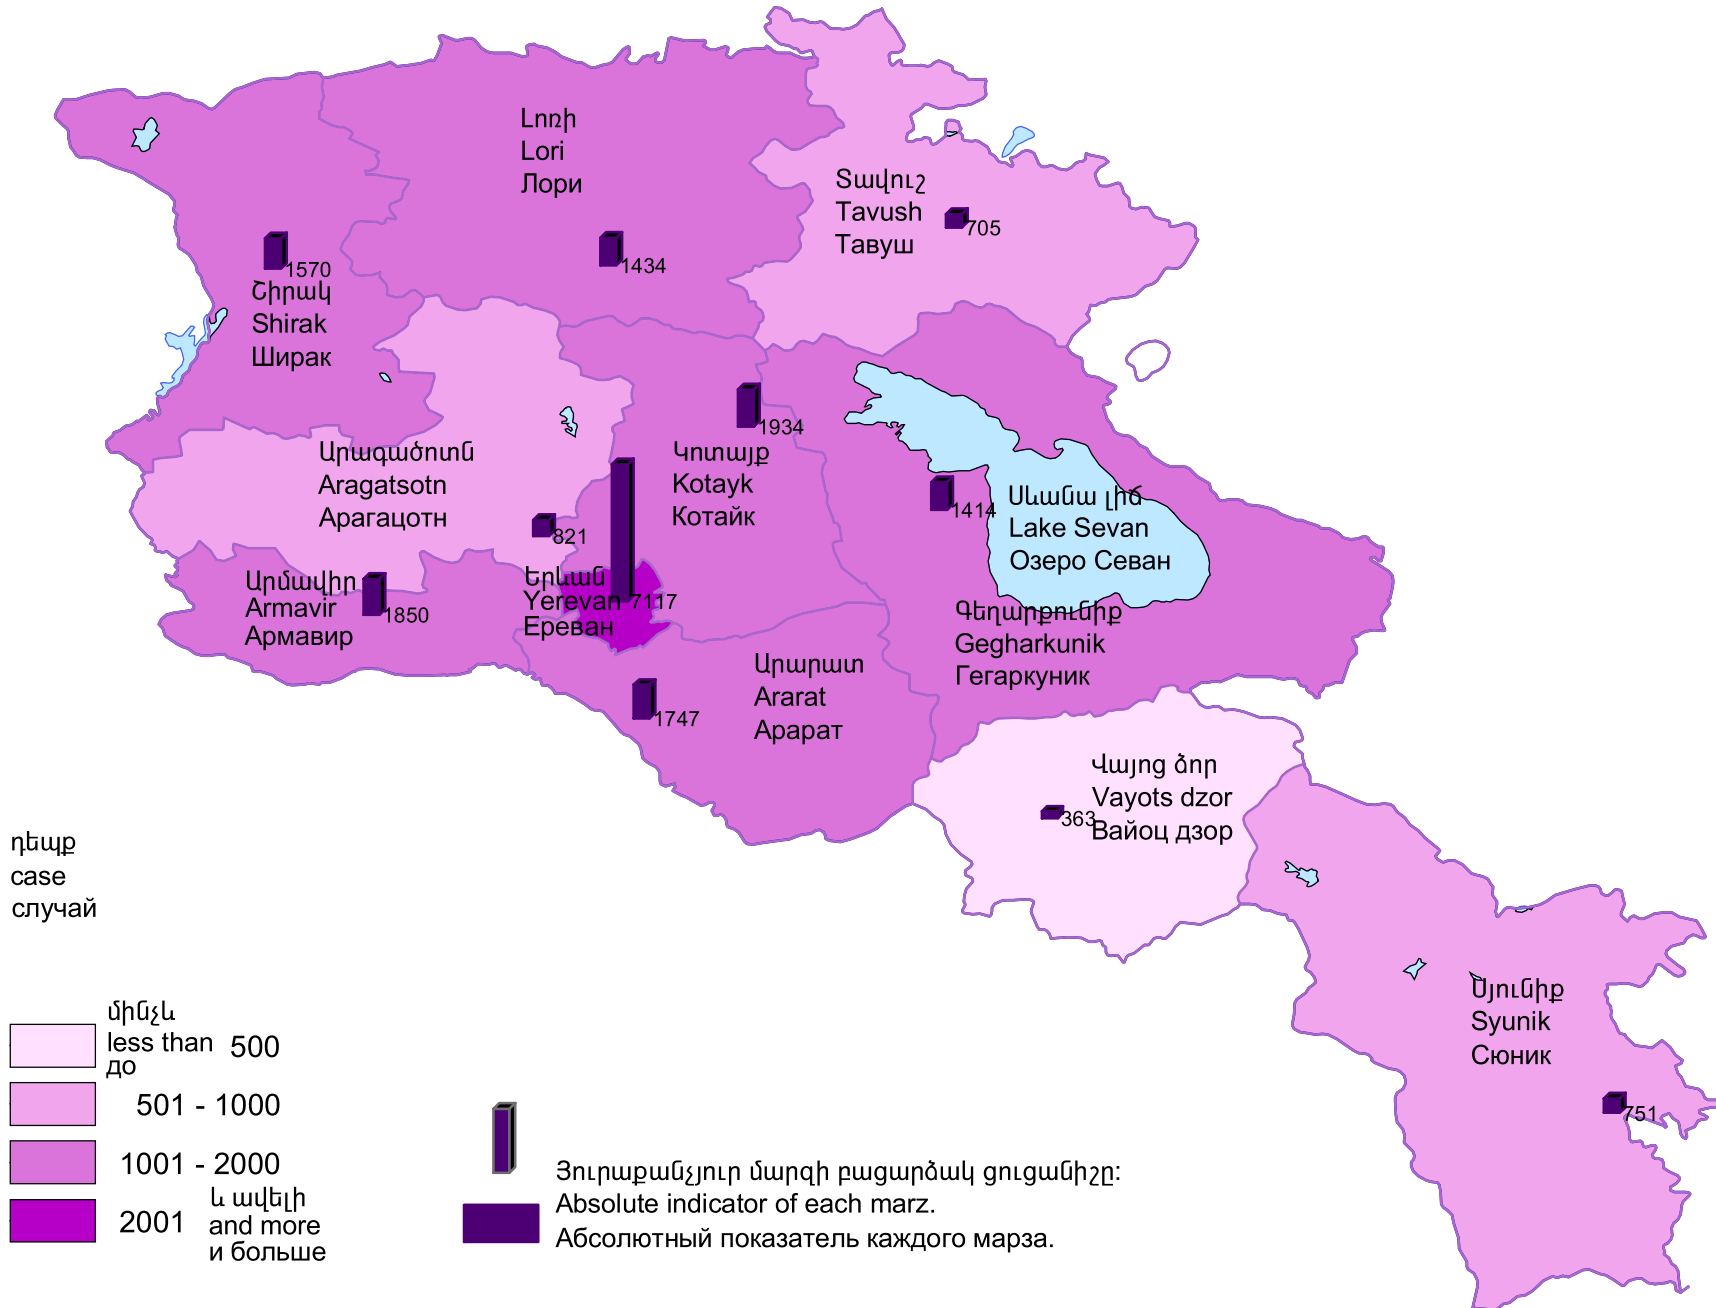 Լոռի
Lori
Лори
1434
Տավուշ
Tavush
Тавуш
705
1570
Շիրակ
Shirak
Ширак
1934
Կոտայք
Kotayk
Котайк
Արագածոտն
Aragatsotn
Арагацотн
821
1414
Սևանա լիճ
Lake Sevan
Озеро Севан
Արմավիր
Armavir
Армавир
1850
Երևան
Yerevan 7117
Ереван
Գեղարքունիք
Gegharkunik
Гегаркуник
Արարատ
Ararat
Арарат
1747
Վայոց ձոր
Vayots dzor
Вайоц дзор
363
Սյունիք
Syunik
Сюник
751
դեպք
case
случай
մինչև
less than 500
до
501 - 1000
1001 - 2000
և ավելի
2001 and more
и больше
Յուրաքանչյուր մարզի բացարձակ ցուցանիշը:
Absolute indicator of each marz.
Абсолютный показатель каждого марза.